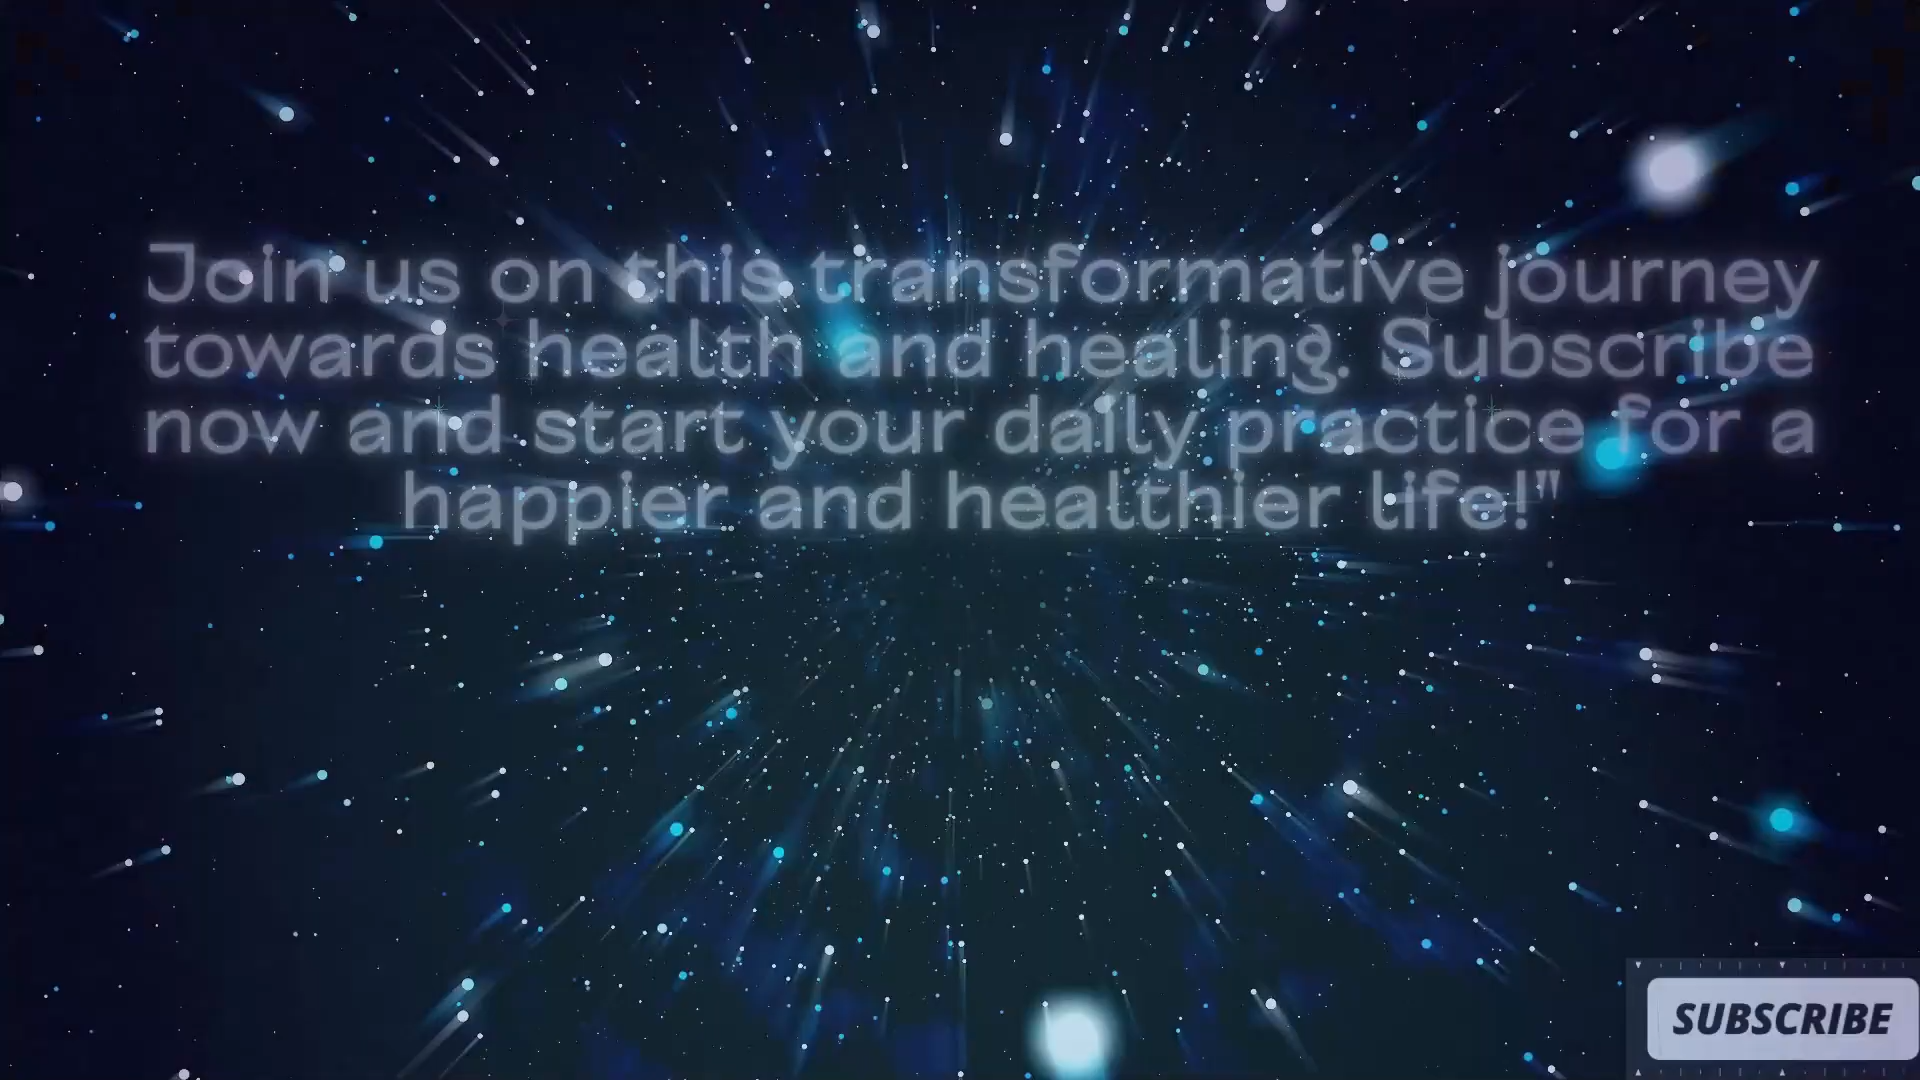 Join us on this transformative journey
towards health and healing. Subscribe
now and start your daily practice for a
happier and healthier life!"
SUBSCRIBE